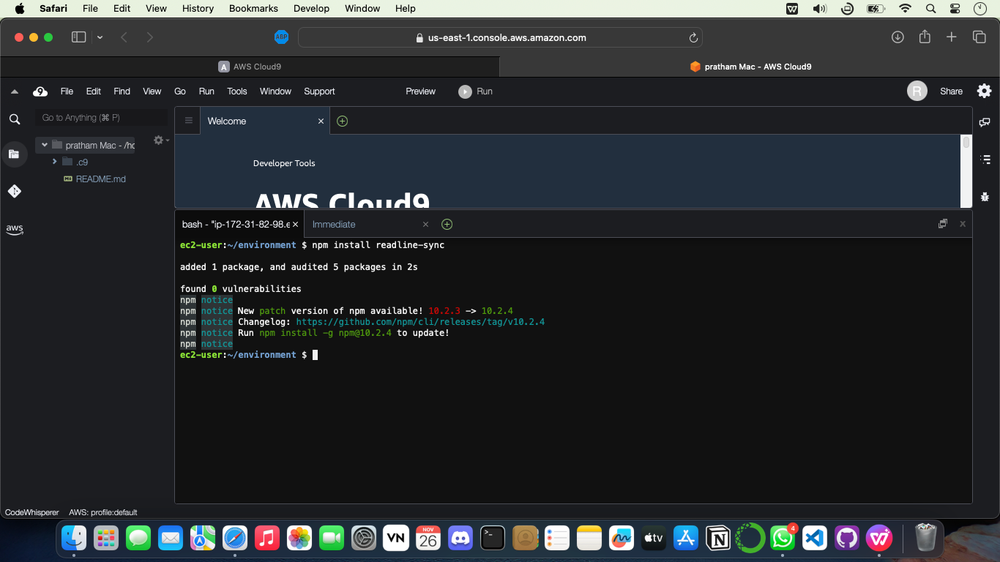 Safari File Edit View History Bookmarks Develop Window Help
ABP us-east-1.console.aws.amazon.com
A AWS Cloud9
pratham Mac - AWS Cloud9
9 File Edit Find View Go Run Tools Window Support Preview Run R Share
Go to Anything (⌘ P)
Welcome
pratham Mac - /ho
.c9
README.md
aws
Developer Tools
AWS Cloud9
bash - "ip-172-31-82-98.e
Immediate
ec2-user:~/environment $ npm install readline-sync
added 1 package, and audited 5 packages in 2s
found 0 vulnerabilities
npm notice
npm notice New patch version of npm available! 10.2.3 -> 10.2.4
npm notice Changelog: https://github.com/npm/cli/releases/tag/v10.2.4
npm notice Run npm install -g npm@10.2.4 to update!
npm notice
ec2-user:~/environment $
CodeWhisperer AWS: profile:default
VN
NOV
26
tv
N
4